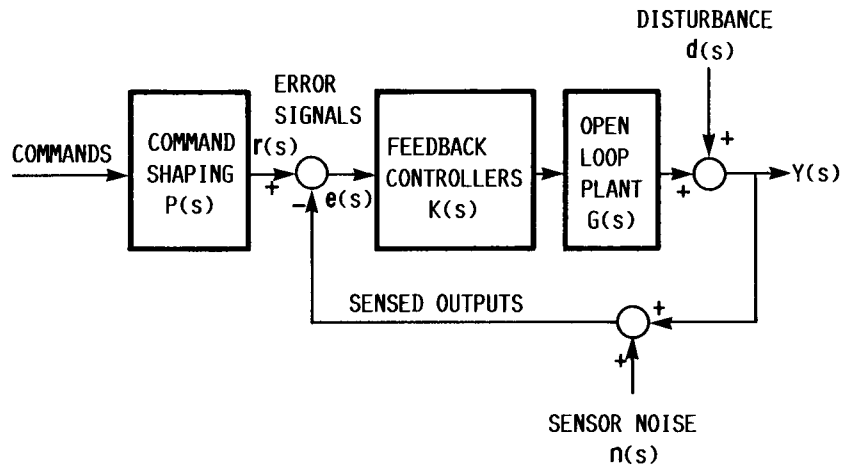 DISTURBANCE
d(s)
ERROR
SIGNALS
COMMANDS
COMMAND
SHAPING
P(s)
r(s)
+
-
e(s)
FEEDBACK
CONTROLLERS
K(s)
OPEN
LOOP
PLANT
G(s)
+
+
Y(s)
SENSED OUTPUTS
+
+
SENSOR NOISE
n(s)